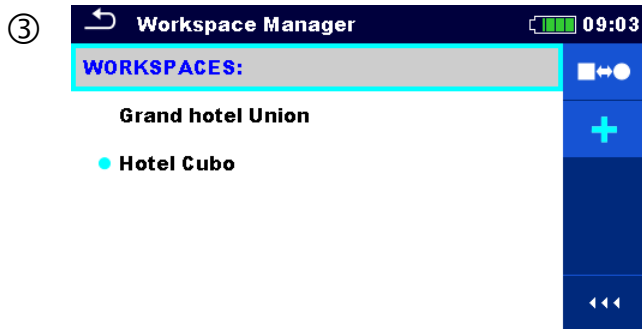 ③
Workspace Manager 09:03
WORKSPACES:
Grand hotel Union
Hotel Cubo